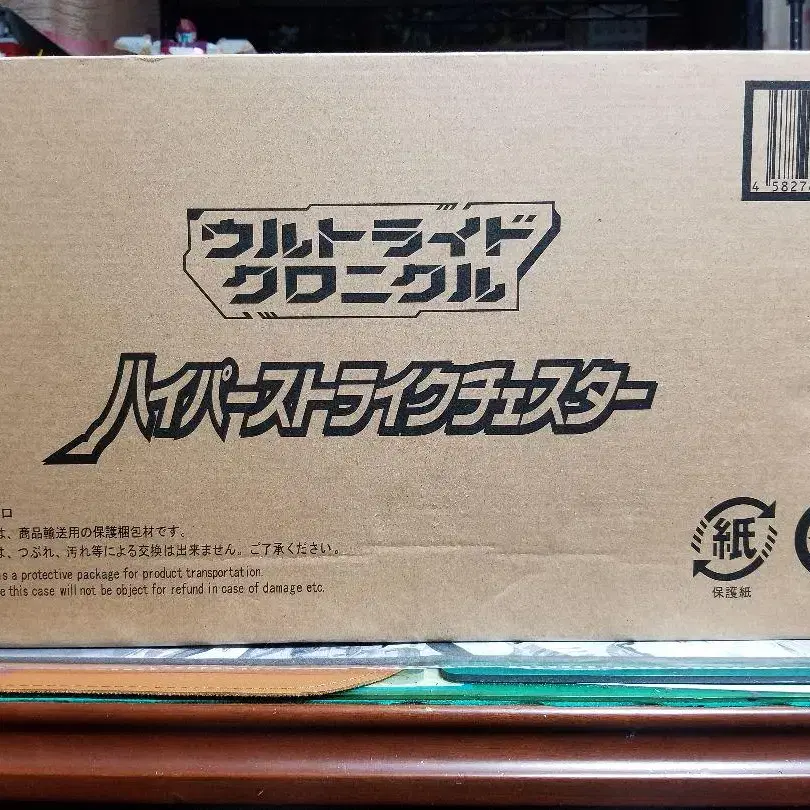 4 5827
ウルトライド
クロニクル
ハイパーストライクチェスター
ロ
は、商品輸送用の保護梱包材です。
は、つぶれ、汚れ等による交換は出来ません。ご了承ください。
s a protective package for product transportation.
e this case will not be object for refund in case of damage etc.
紙
保護紙